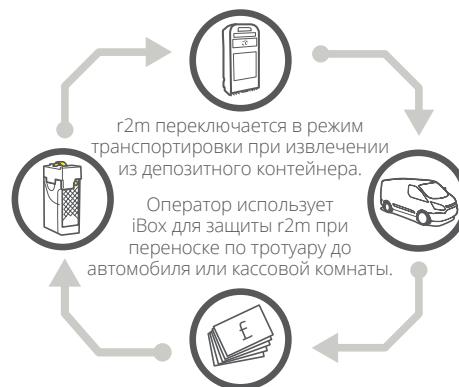 r2m переключается в режим
транспортировки при извлечении
из депозитного контейнера.
Оператор использует
iBox для защиты r2m при
переноске по тротуару до
автомобиля или кассовой комнаты.
£